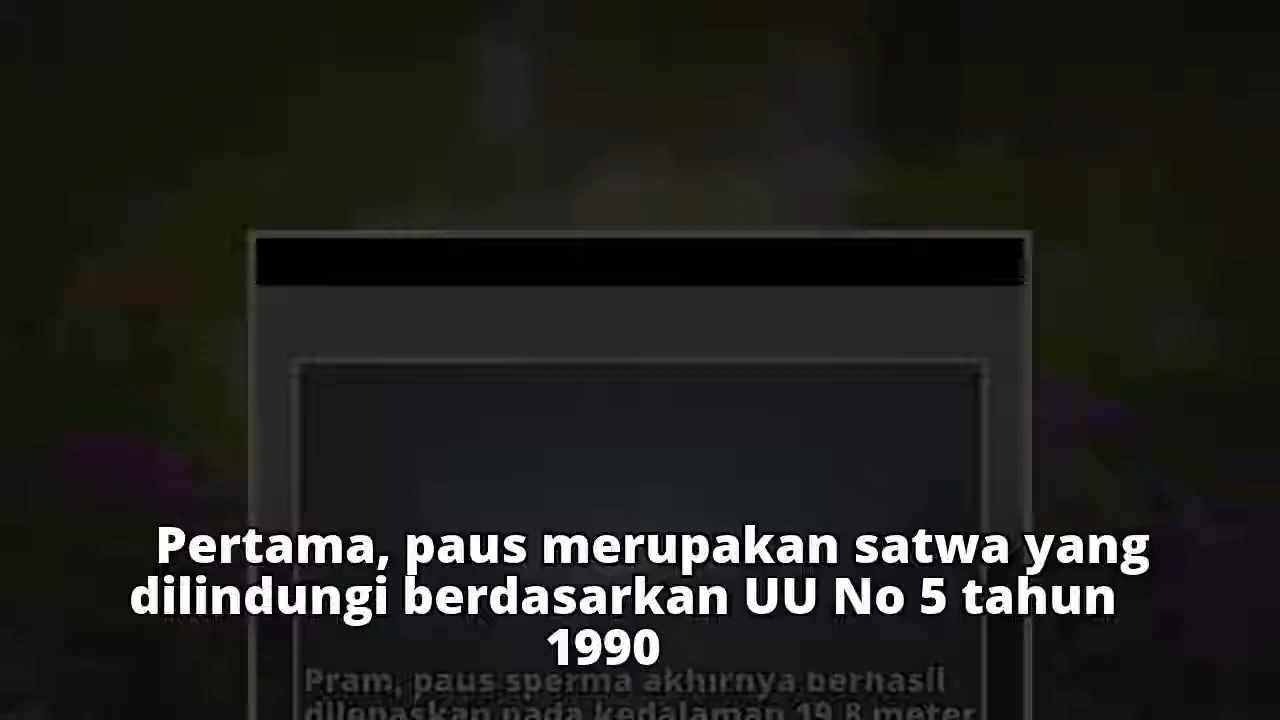 Pertama, paus merupakan satwa yang
dilindungi berdasarkan UU No 5 tahun
1990
Pram, paus sperma akhirnya berhasil
dilepaskan pada kedalaman 19,8 meter